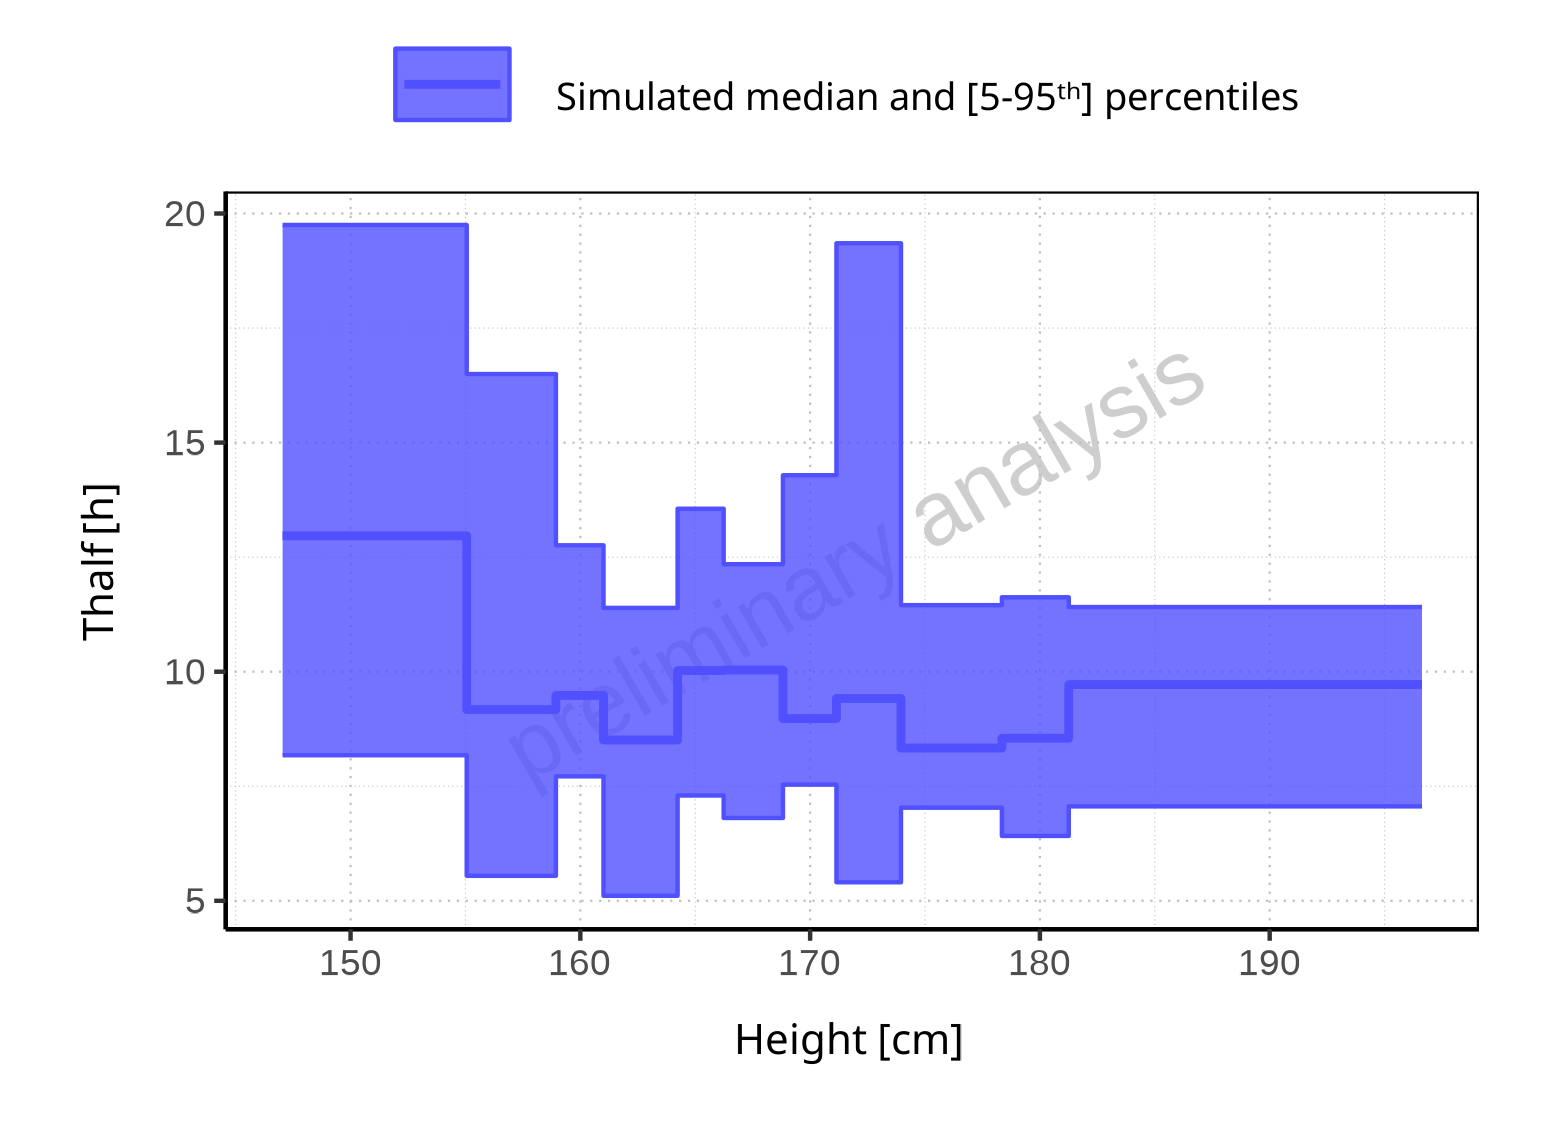 Simulated median and [5-95ᵗʰ] percentiles
20
15
10
5
Thalf [h]
preliminary analysis
150 160 170 180 190
Height [cm]